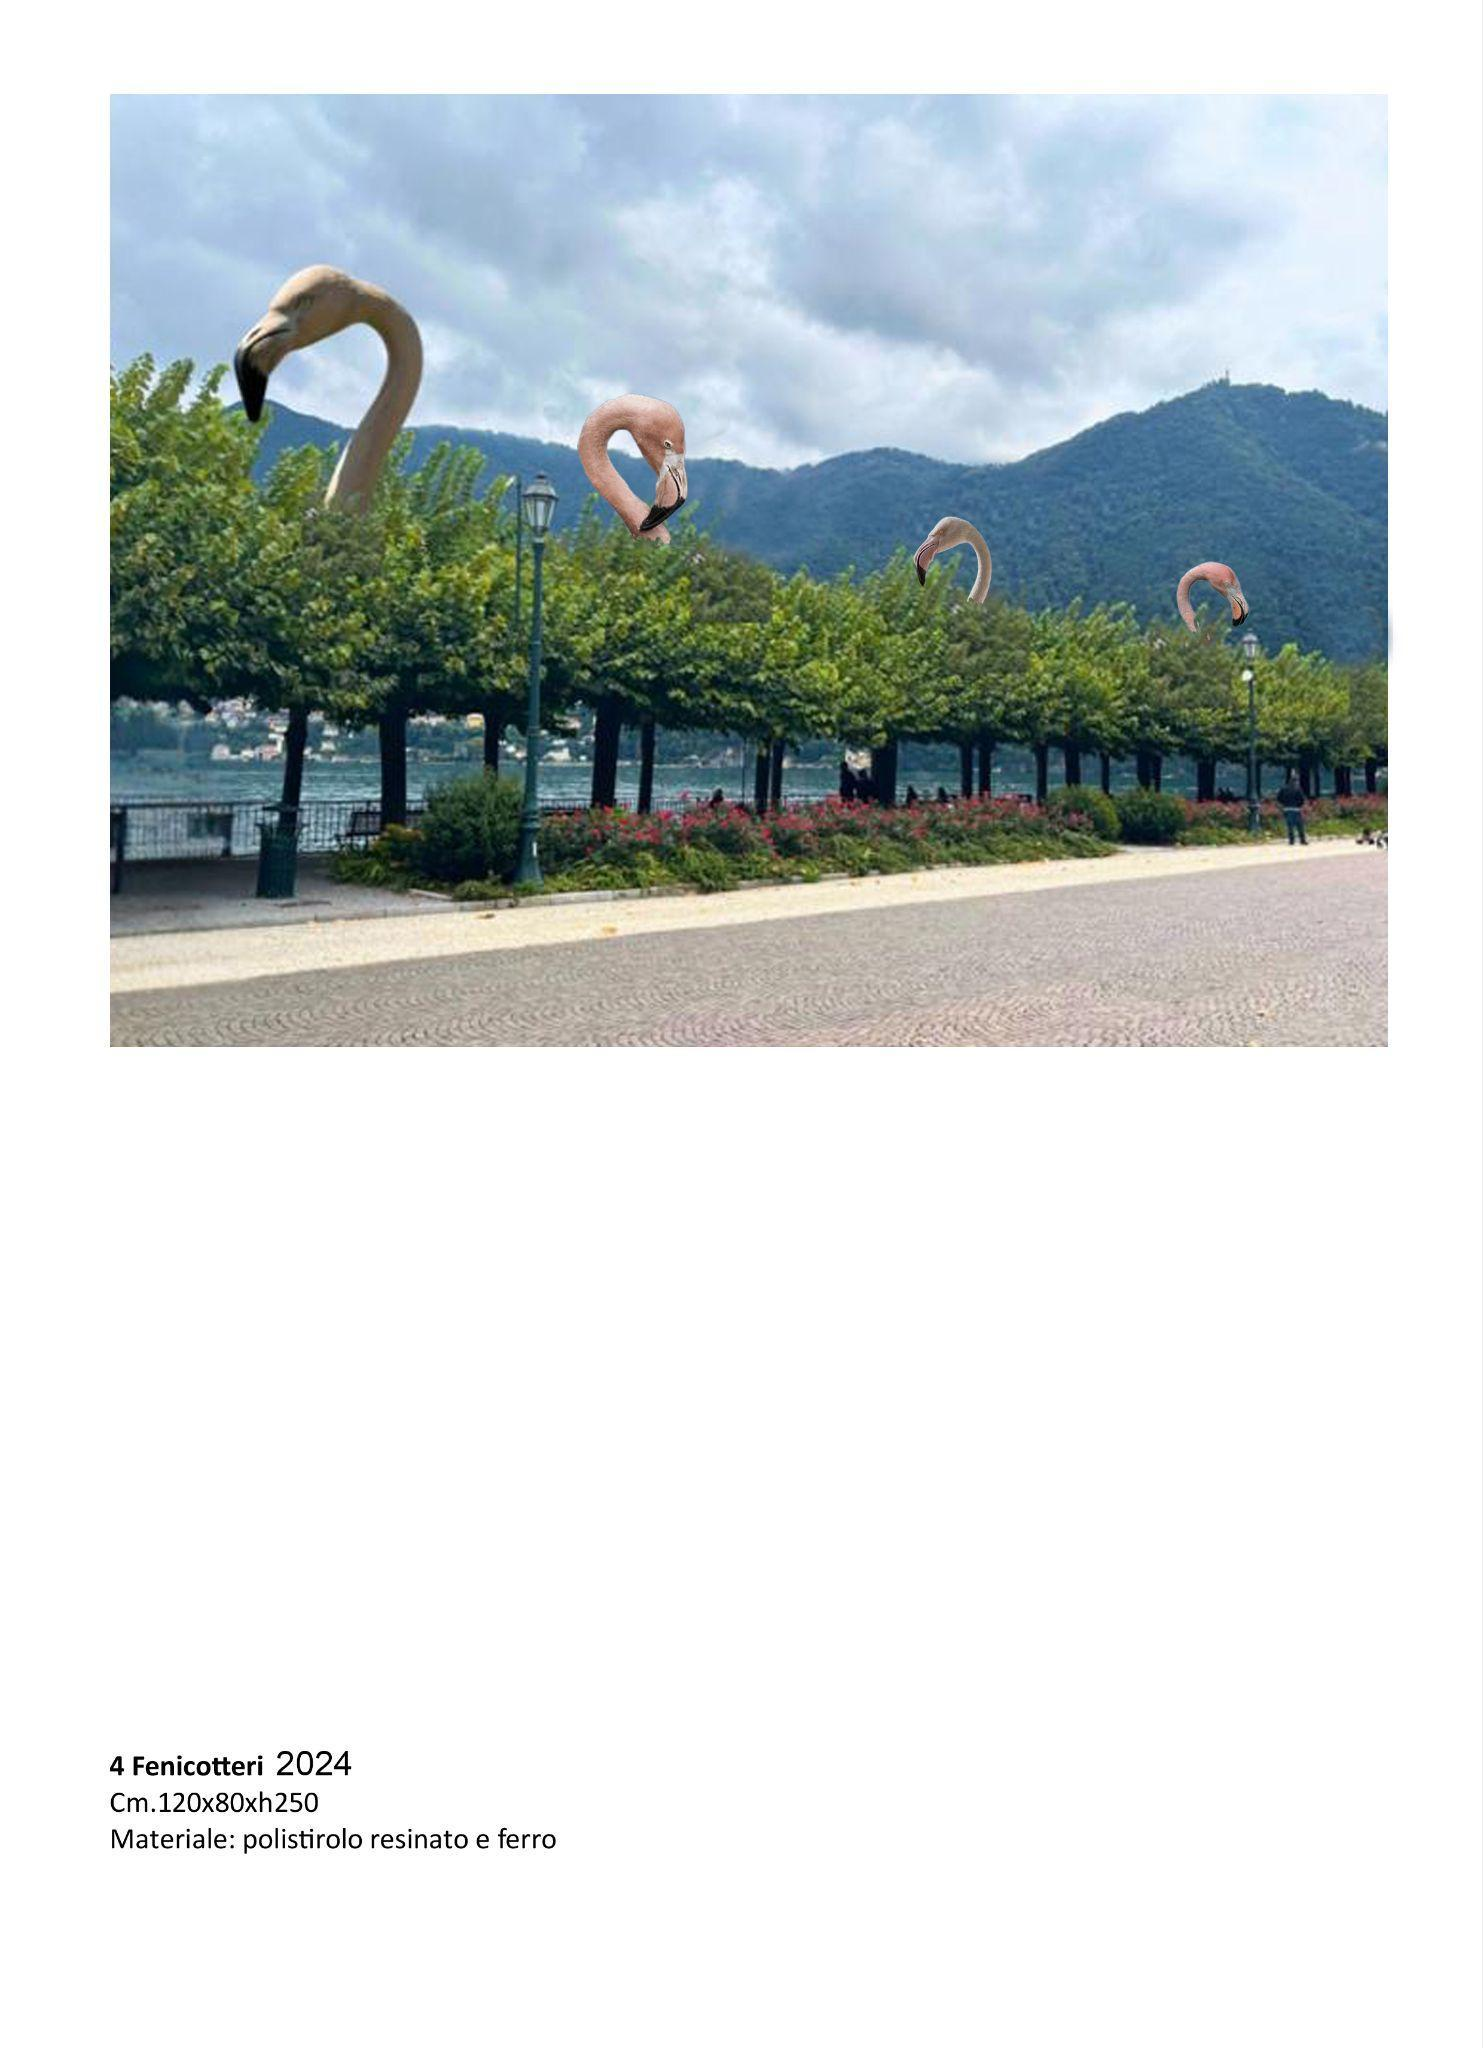 4 Fenicotteri 2024
Cm.120x80xh250
Materiale: polistirolo resinato e ferro